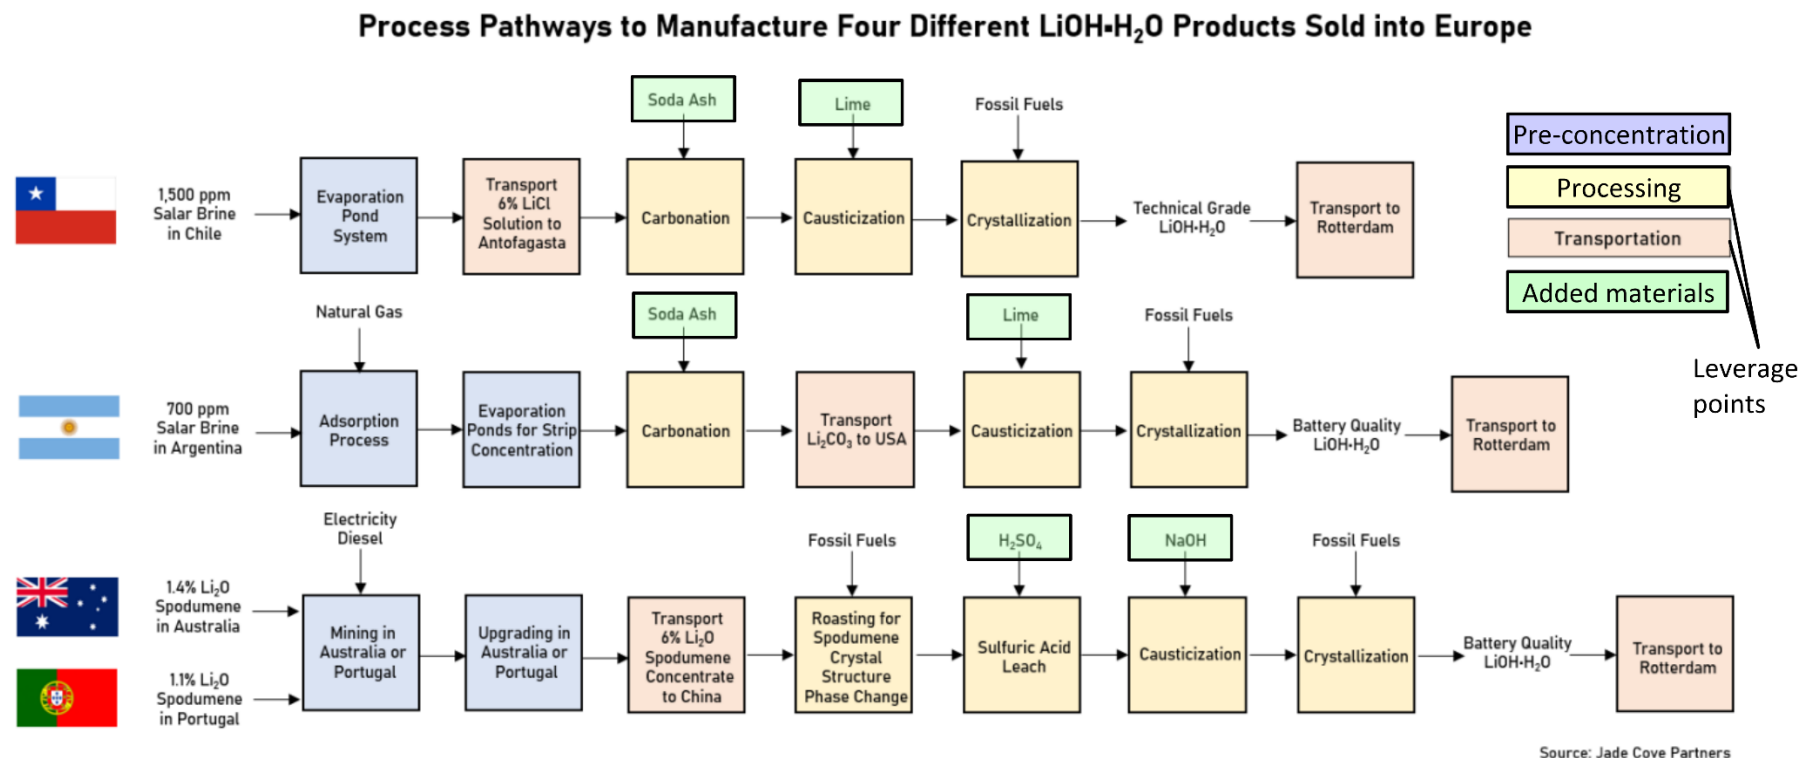 Process Pathways to Manufacture Four Different LiOH•H₂O Products Sold into Europe
Soda Ash
Lime
Fossil Fuels
1,500 ppm
Salar Brine
in Chile
Evaporation
Pond
System
Transport
6% LiCl
Solution to
Antofagasta
Carbonation
Causticization
Crystallization
Technical Grade
LiOH•H₂O
Transport to
Rotterdam
Pre-concentration
Processing
Transportation
Added materials
Leverage
points
Natural Gas
Soda Ash
Lime
Fossil Fuels
700 ppm
Salar Brine
in Argentina
Adsorption
Process
Evaporation
Ponds for Strip
Concentration
Carbonation
Transport
Li₂CO₃ to USA
Causticization
Crystallization
Battery Quality
LiOH•H₂O
Transport to
Rotterdam
Electricity
Diesel
Fossil Fuels
H₂SO₄
NaOH
Fossil Fuels
1.4% Li₂O
Spodumene
in Australia
1.1% Li₂O
Spodumene
in Portugal
Mining in
Australia or
Portugal
Upgrading in
Australia or
Portugal
Transport
6% Li₂O
Spodumene
Concentrate
to China
Roasting for
Spodumene
Crystal
Structure
Phase Change
Sulfuric Acid
Leach
Causticization
Crystallization
Battery Quality
LiOH•H₂O
Transport to
Rotterdam
Source: Jade Cove Partners